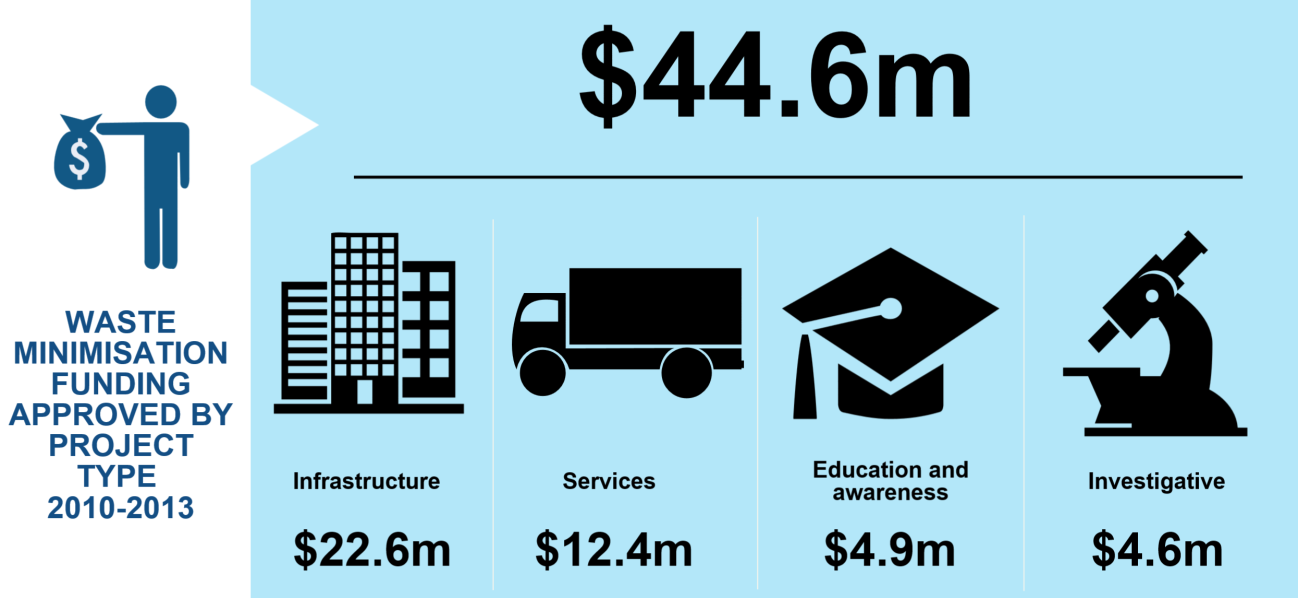 $
WASTE
MINIMISATION
FUNDING
APPROVED BY
PROJECT
TYPE
2010-2013
$44.6m
Infrastructure
$22.6m
Services
$12.4m
Education and
awareness
$4.9m
Investigative
$4.6m